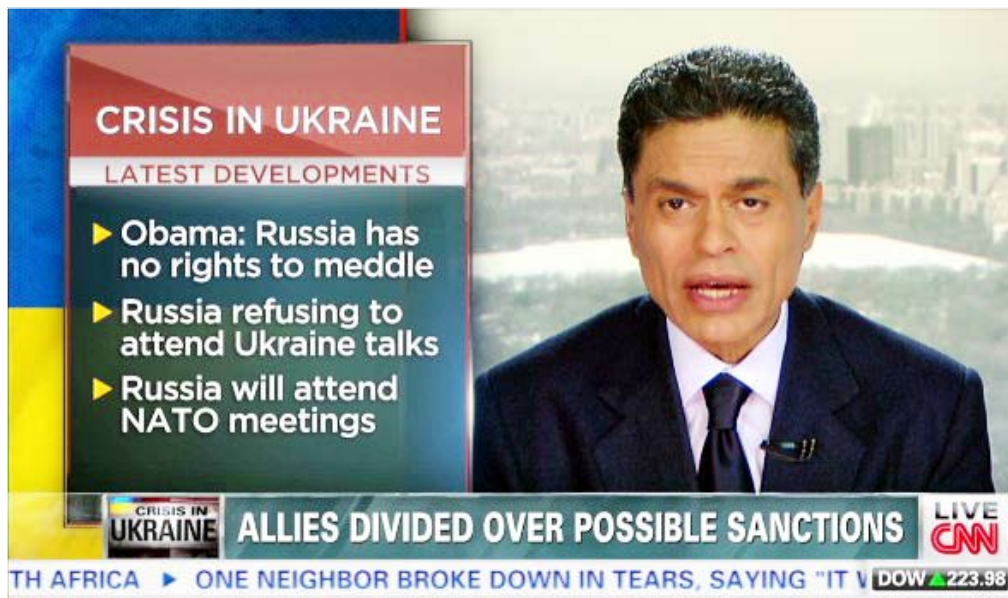 CRISIS IN UKRAINE
LATEST DEVELOPMENTS
Obama: Russia has
no rights to meddle
Russia refusing to
attend Ukraine talks
Russia will attend
NATO meetings
CRISIS IN
UKRAINE
ALLIES DIVIDED OVER POSSIBLE SANCTIONS
LIVE
CNN
TH AFRICA ▶ ONE NEIGHBOR BROKE DOWN IN TEARS, SAYING "IT
DOW ▲223.98